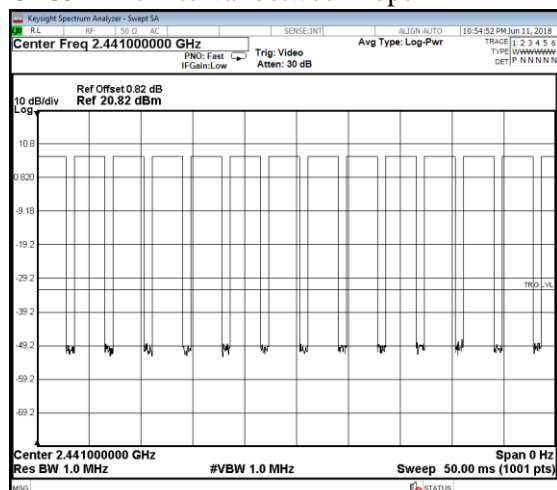 Keysight Spectrum Analyzer - Swept SA
RL RF 50 Ω AC SENSE:INT ALIGN AUTO 10:54:52 PM Jun 11, 2018
Center Freq 2.441000000 GHz
PNO: Fast
IFGain:Low
Trig: Video
Atten: 30 dB
Avg Type: Log-Pwr
TRACE 1 2 3 4 5 6
TYPE
DET P N N N N N
Ref Offset 0.82 dB
10 dB/div Ref 20.82 dBm
Log
10.8
0.820
-9.18
-19.2
-29.2
TRIG LVL
-39.2
-49.2
-59.2
-69.2
Center 2.441000000 GHz Span 0 Hz
Res BW 1.0 MHz #VBW 1.0 MHz Sweep 50.00 ms (1001 pts)
MSG STATUS